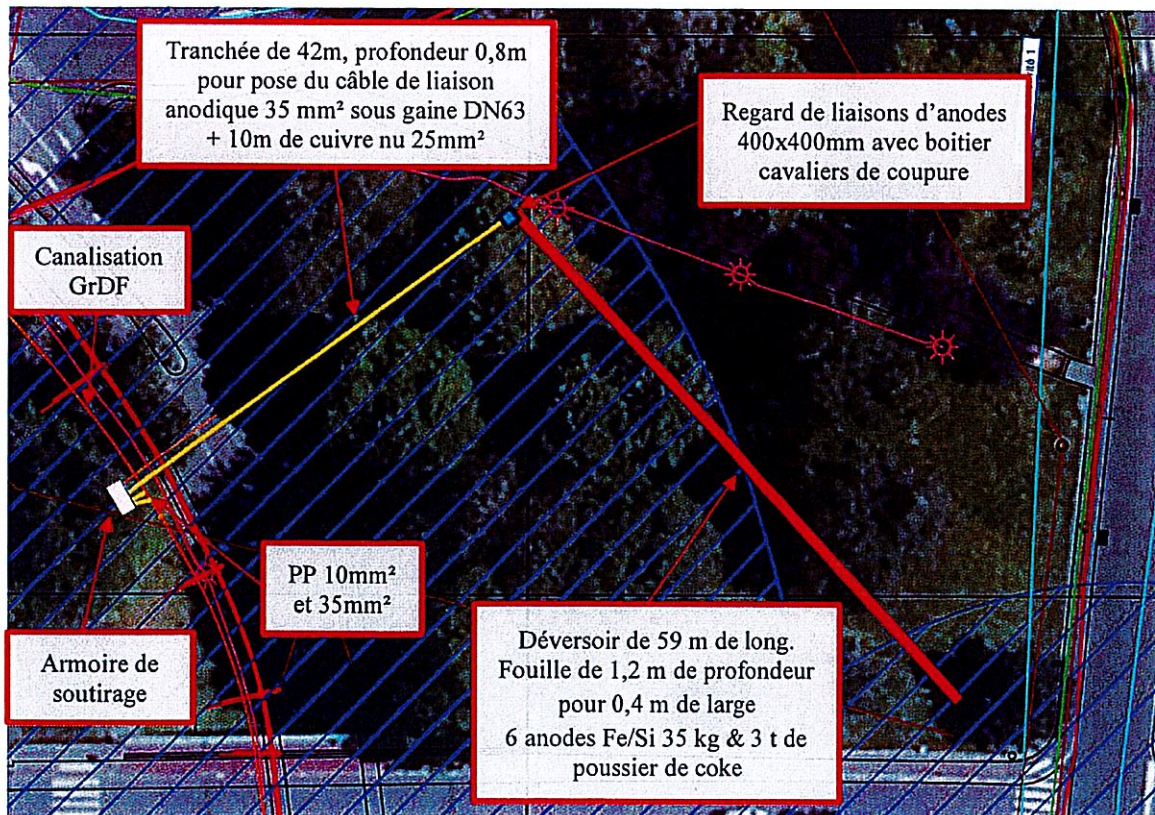 Tranchée de 42m, profondeur 0,8m
pour pose du câble de liaison
anodique 35 mm² sous gaine DN63
+ 10m de cuivre nu 25mm²
Regard de liaisons d'anodes
400x400mm avec boitier
cavaliers de coupure
Canalisation
GrDF
PP 10mm²
et 35mm²
Armoire de
soutirage
Déversoir de 59 m de long.
Fouille de 1,2 m de profondeur
pour 0,4 m de large
6 anodes Fe/Si 35 kg & 3 t de
poussier de coke